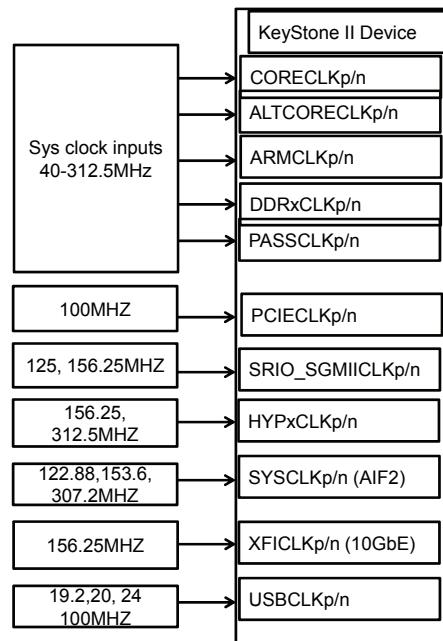 KeyStone II Device
Sys clock inputs
40-312.5MHz
CORECLKp/n
ALTCORECLKp/n
ARMCLKp/n
DDRxCLKp/n
PASSCLKp/n
100MHZ
PCIECLKp/n
125, 156.25MHZ
SRIO_SGMIICLKp/n
156.25,
312.5MHZ
HYPxCLKp/n
122.88,153.6,
307.2MHZ
SYSCLKp/n (AIF2)
156.25MHZ
XFICLKp/n (10GbE)
19.2,20, 24
100MHZ
USBCLKp/n